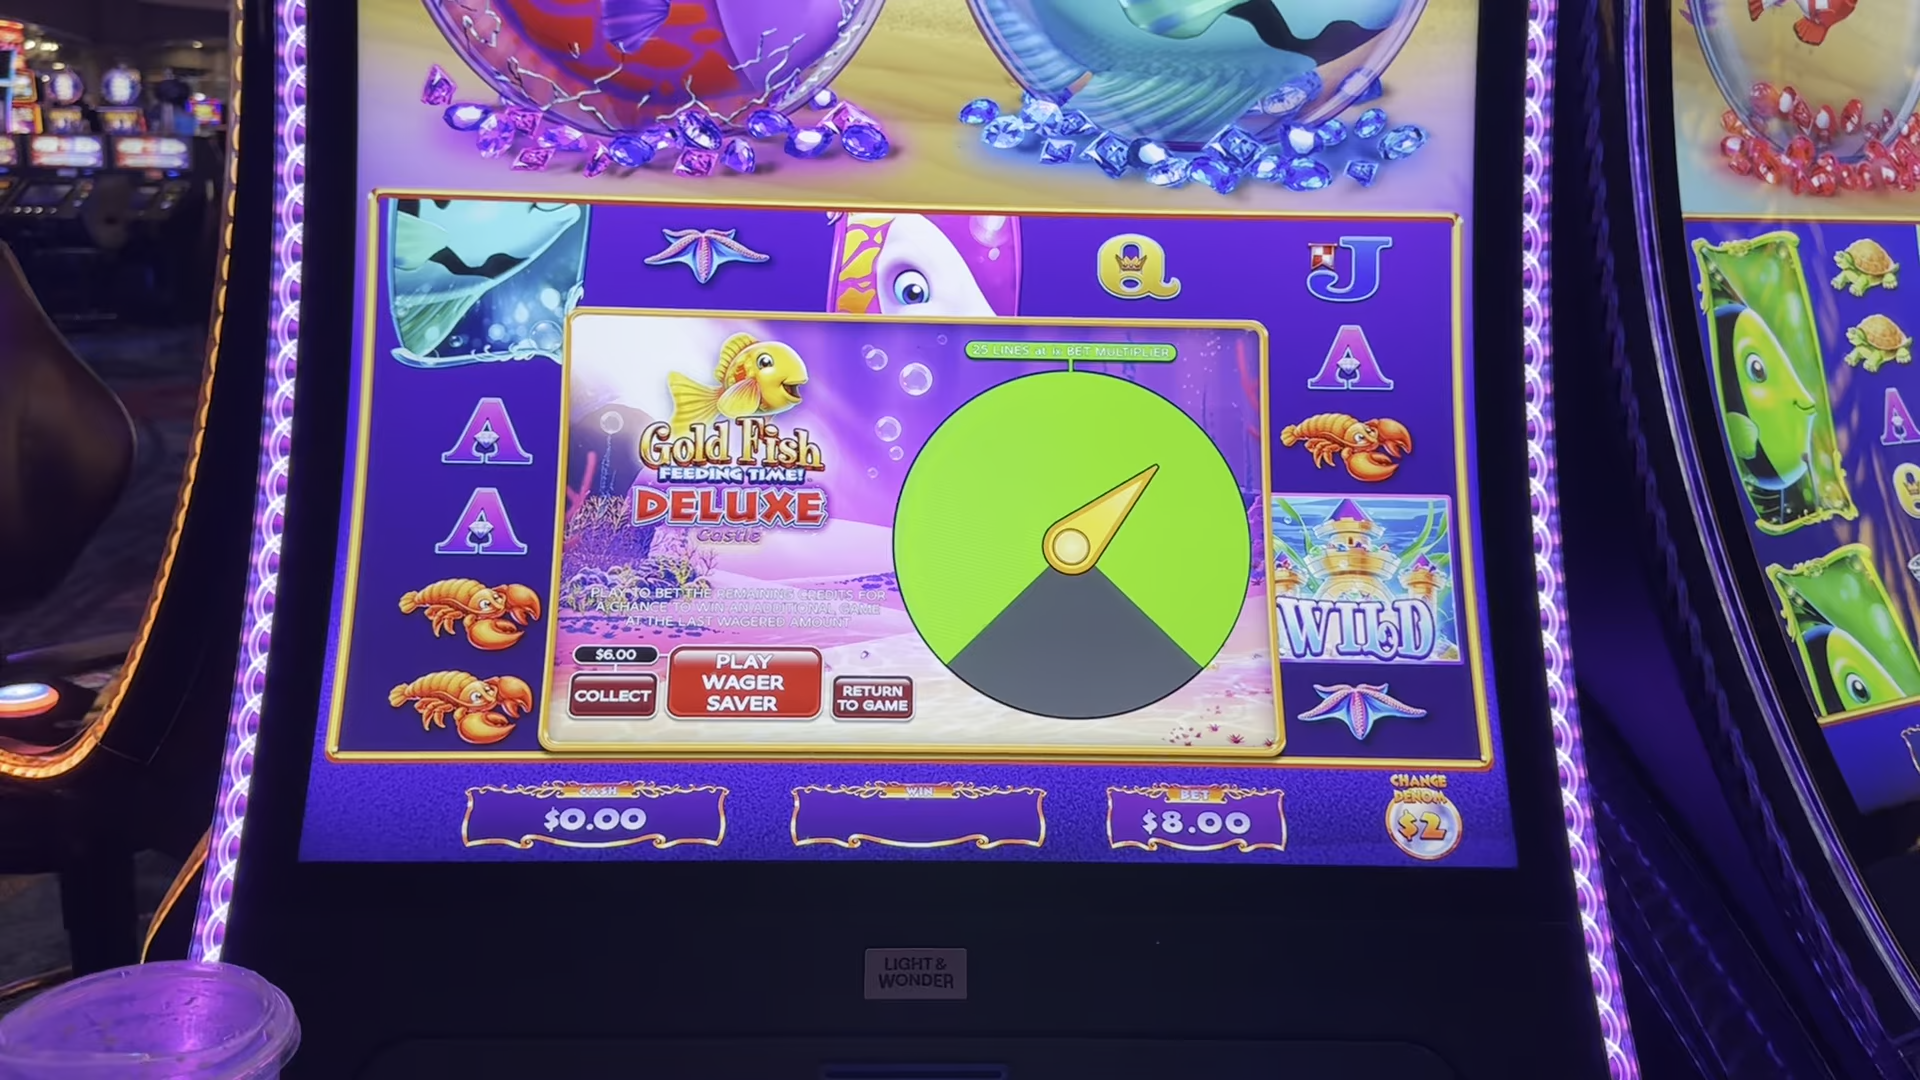 Q
J
A
25 LINES at 1x BET MULTIPLIER
A
A
Gold Fish
FEEDING TIME!
DELUXE
Castle
PLAY TO BET THE REMAINING CREDITS FOR
A CHANCE TO WIN AN ADDITIONAL GAME
AT THE LAST WAGERED AMOUNT
$6.00
COLLECT
PLAY
WAGER
SAVER
RETURN
TO GAME
WILD
A
CASH
$0.00
WIN
BET
$8.00
CHANGE
DENOM
$2
LIGHT &
WONDER